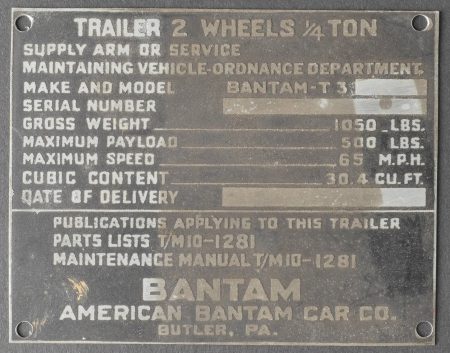 TRAILER 2 WHEELS 1/4 TON
SUPPLY ARM OR SERVICE
MAINTAINING VEHICLE-ORDNANCE DEPARTMENT
MAKE AND MODEL BANTAM-T 3
SERIAL NUMBER
GROSS WEIGHT 1050 LBS.
MAXIMUM PAYLOAD 500 LBS.
MAXIMUM SPEED 65 M.P.H.
CUBIC CONTENT 30.4 CU.FT.
DATE OF DELIVERY
PUBLICATIONS APPLYING TO THIS TRAILER
PARTS LISTS T/M10-1281
MAINTENANCE MANUAL T/M10-1281
BANTAM
AMERICAN BANTAM CAR CO.
BUTLER, PA.